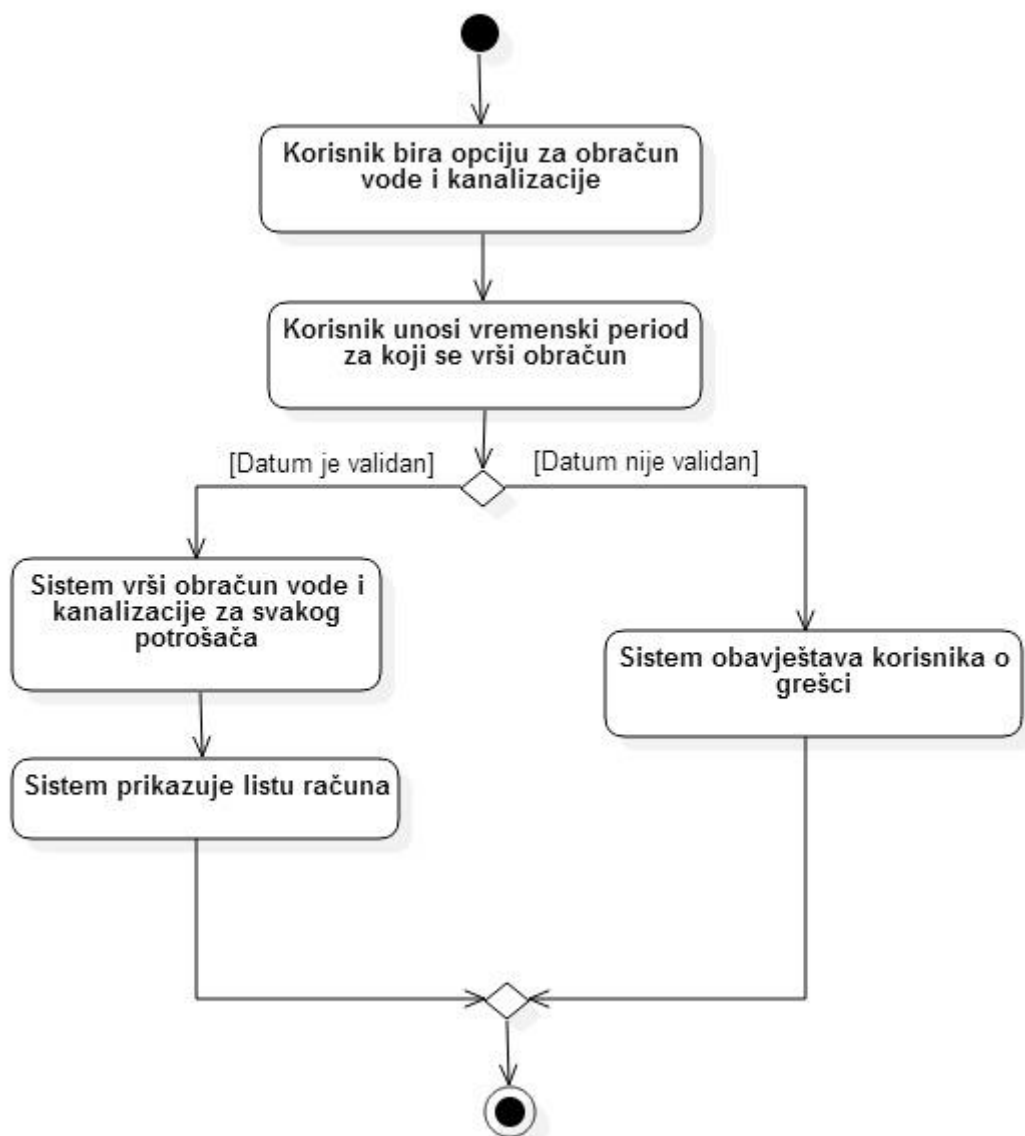 Korisnik bira opciju za obračun
vode i kanalizacije
Korisnik unosi vremenski period
za koji se vrši obračun
[Datum je validan]
[Datum nije validan]
Sistem vrši obračun vode i
kanalizacije za svakog
potrošača
Sistem obavještava korisnika o
grešci
Sistem prikazuje listu računa